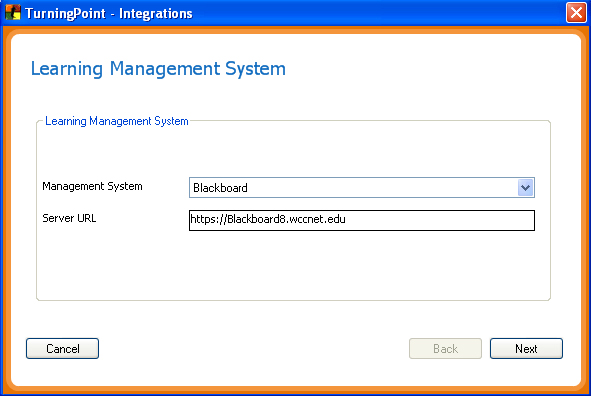 TurningPoint - Integrations
Learning Management System
Learning Management System
Management System Blackboard
Server URL https://Blackboard8.wccnet.edu
Cancel Back Next